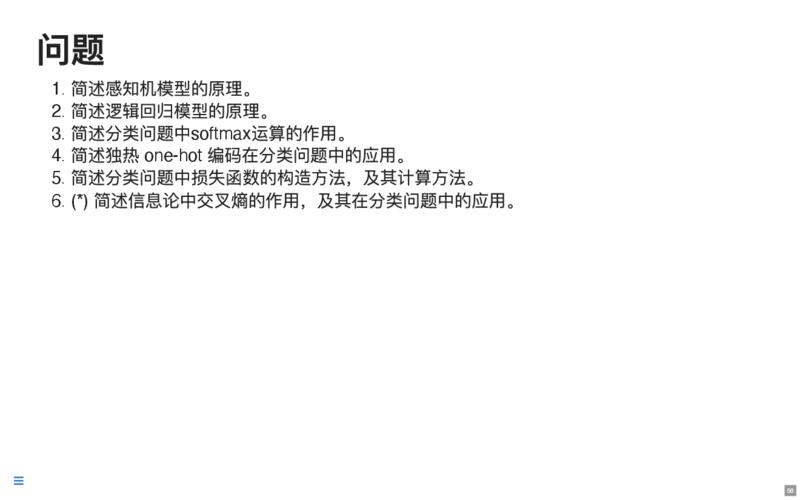 问题
1. 简述感知机模型的原理。
2. 简述逻辑回归模型的原理。
3. 简述分类问题中softmax运算的作用。
4. 简述独热 one-hot 编码在分类问题中的应用。
5. 简述分类问题中损失函数的构造方法，及其计算方法。
6. (*) 简述信息论中交叉熵的作用，及其在分类问题中的应用。